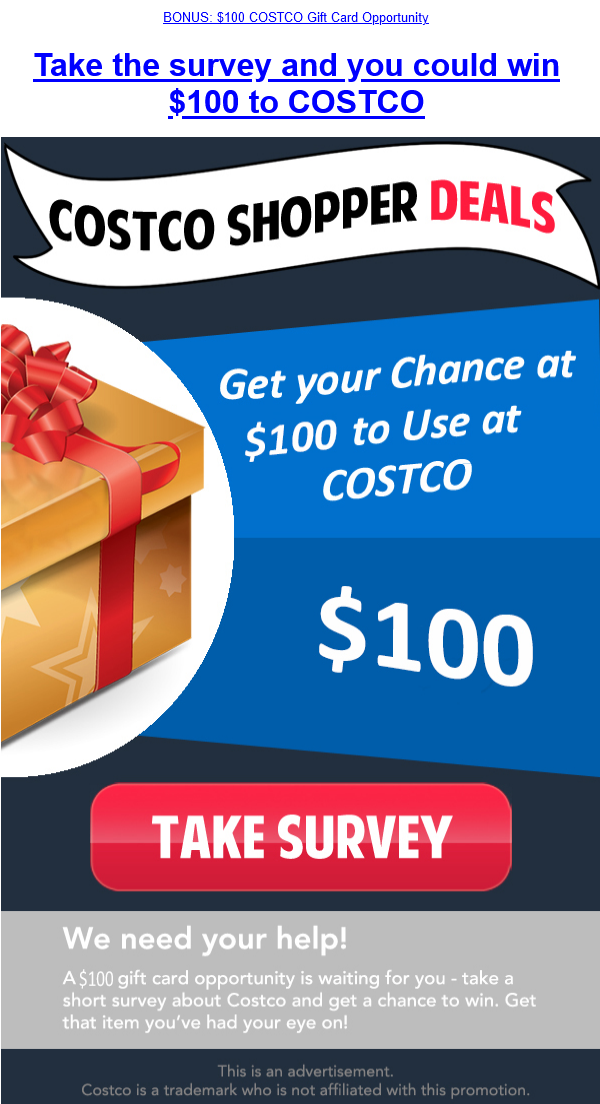 BONUS: $100 COSTCO Gift Card Opportunity
Take the survey and you could win
$100 to COSTCO
COSTCO SHOPPER DEALS
Get your Chance at
$100 to Use at
COSTCO
$100
TAKE SURVEY
We need your help!
A $100 gift card opportunity is waiting for you - take a
short survey about Costco and get a chance to win. Get
that item you've had your eye on!
This is an advertisement.
Costco is a trademark who is not affiliated with this promotion.